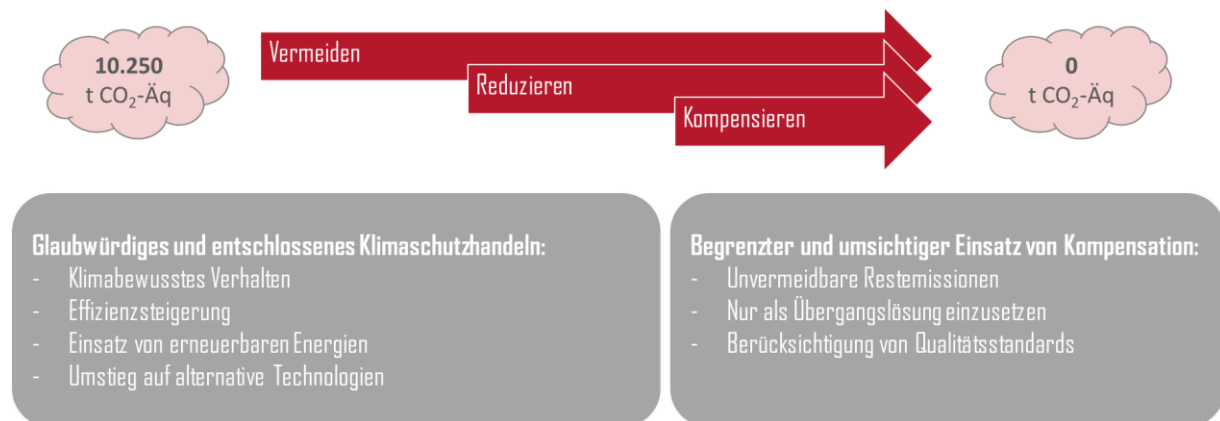 10.250
t CO₂-Äq
Vermeiden
Reduzieren
Kompensieren
0
t CO₂-Äq
Glaubwürdiges und entschlossenes Klimaschutzhandeln:
- Klimabewusstes Verhalten
- Effizienzsteigerung
- Einsatz von erneuerbaren Energien
- Umstieg auf alternative Technologien
Begrenzter und umsichtiger Einsatz von Kompensation:
- Unvermeidbare Restemissionen
- Nur als Übergangslösung einzusetzen
- Berücksichtigung von Qualitätsstandards